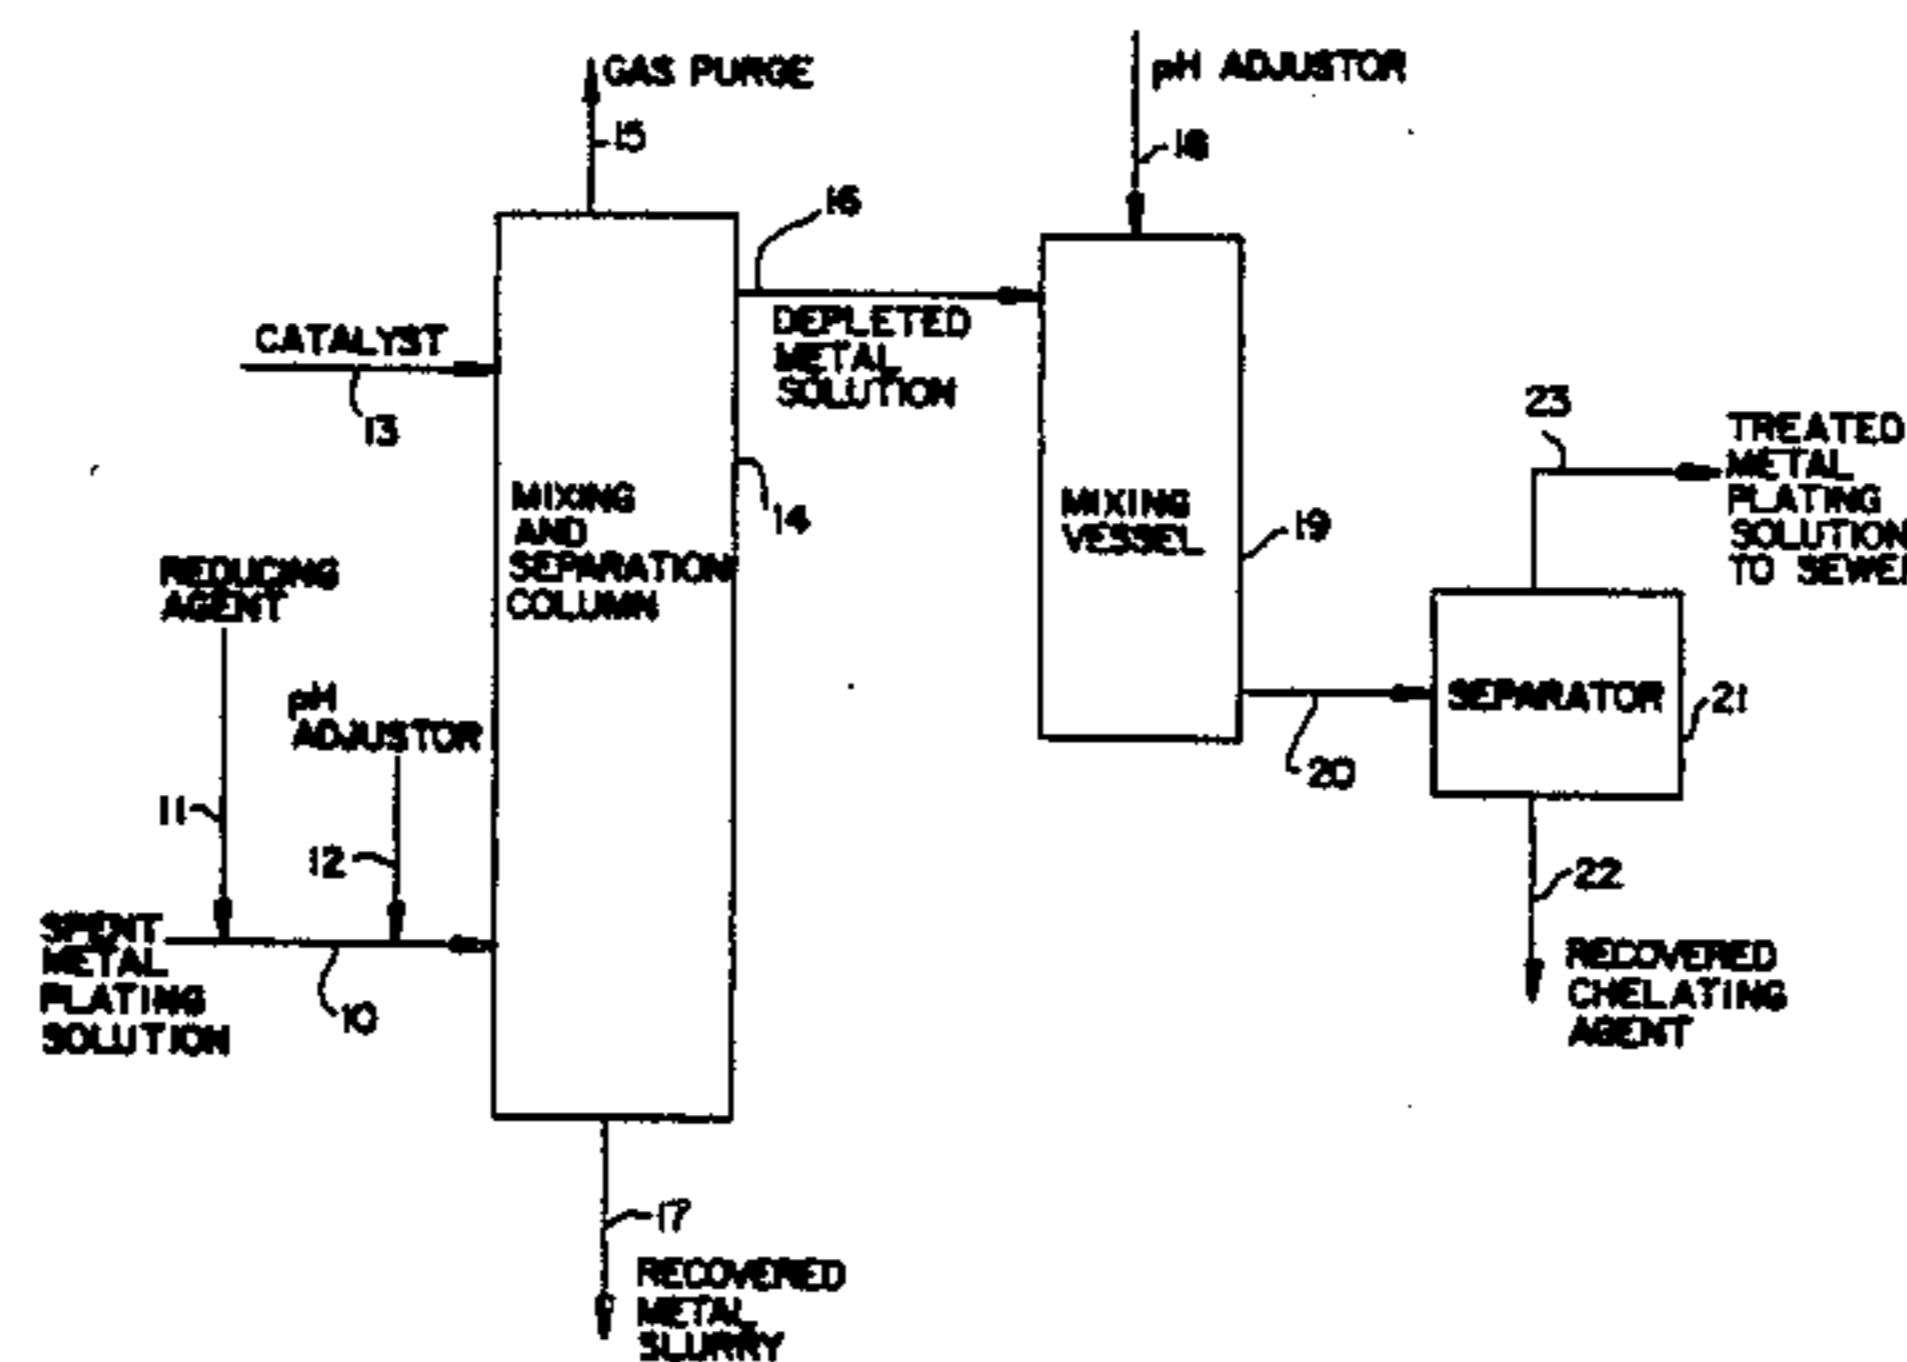 GAS PURGE
15
pH ADJUSTOR
18
16
CATALYST
13
DEPLETED
METAL
SOLUTION
MIXING
AND
SEPARATION
COLUMN
14
MIXING
VESSEL
19
23
TREATED
METAL
PLATING
SOLUTION
TO
REDUCING
AGENT
11
pH
ADJUSTOR
12
SPENT
METAL
PLATING
SOLUTION
10
20
SEPARATOR
21
22
RECOVERED
CHELATING
AGENT
17
RECOVERED
METAL
SLURRY